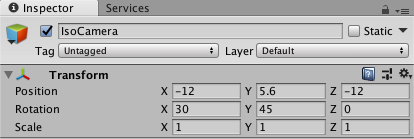 Inspector Services
IsoCamera Static
Tag Untagged Layer Default
Transform
Position X -12 Y 5.6 Z -12
Rotation X 30 Y 45 Z 0
Scale X 1 Y 1 Z 1